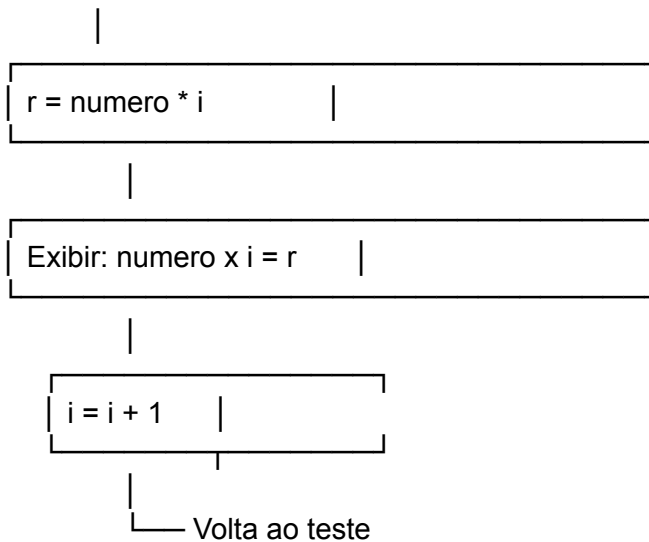 r = numero * i
Exibir: numero x i = r
i = i + 1
Volta ao teste